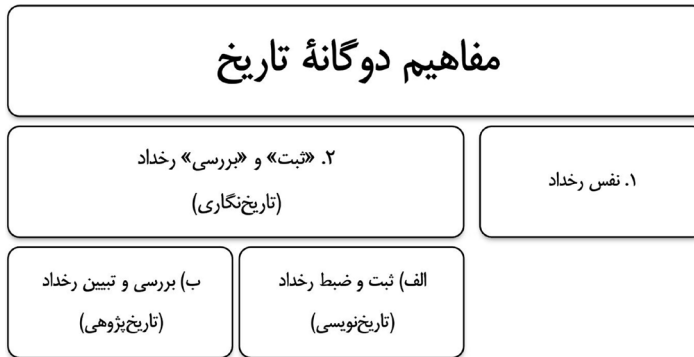 مفاهیم دوگانۀ تاریخ
۱. نفس رخداد
۲. «ثبت» و «بررسی» رخداد
(تاریخ‌نگاری)
الف) ثبت و ضبط رخداد
(تاریخ‌نویسی)
ب) بررسی و تبیین رخداد
(تاریخ‌پژوهی)